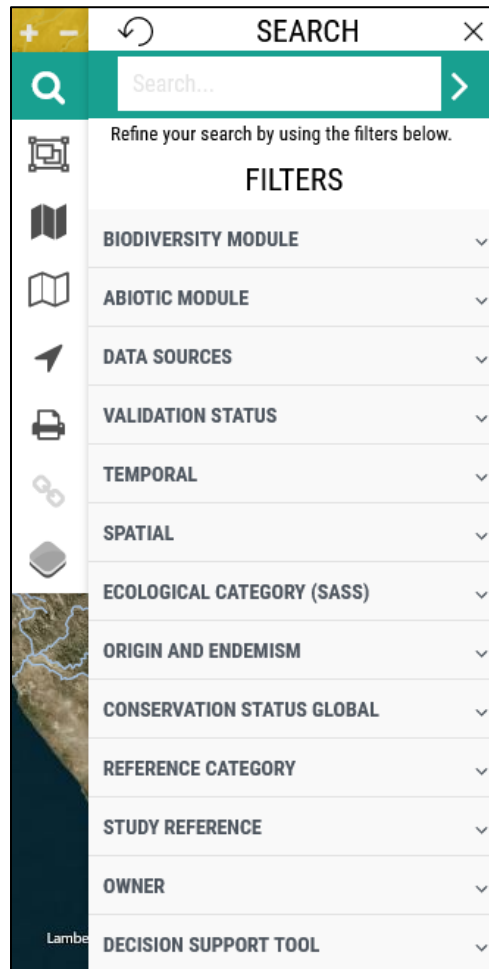 SEARCH
Search...
Refine your search by using the filters below.
FILTERS
BIODIVERSITY MODULE
ABIOTIC MODULE
DATA SOURCES
VALIDATION STATUS
TEMPORAL
SPATIAL
ECOLOGICAL CATEGORY (SASS)
ORIGIN AND ENDEMISM
CONSERVATION STATUS GLOBAL
REFERENCE CATEGORY
STUDY REFERENCE
OWNER
Lambe
DECISION SUPPORT TOOL